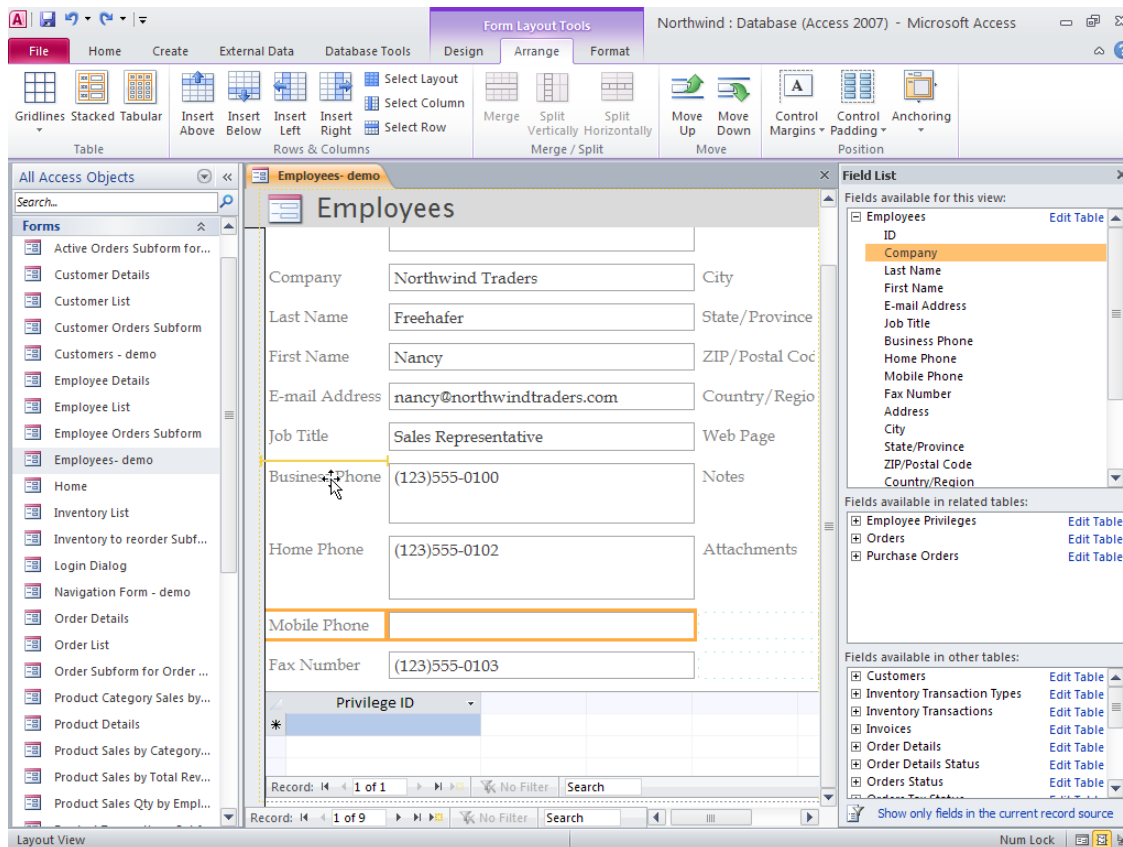 A
Form Layout Tools
Northwind : Database (Access 2007) - Microsoft Access
File Home Create External Data Database Tools Design Arrange Format
Gridlines Stacked Tabular
Table
Insert Above
Insert Below
Insert Left
Insert Right
Select Layout
Select Column
Select Row
Rows & Columns
Merge
Split Vertically
Split Horizontally
Merge / Split
Move Up
Move Down
Move
Control Margins
Control Padding
Anchoring
Position
All Access Objects
Search...
Forms
Active Orders Subform for...
Customer Details
Customer List
Customer Orders Subform
Customers - demo
Employee Details
Employee List
Employee Orders Subform
Employees- demo
Home
Inventory List
Inventory to reorder Subf...
Login Dialog
Navigation Form - demo
Order Details
Order List
Order Subform for Order ...
Product Category Sales by...
Product Details
Product Sales by Category...
Product Sales by Total Rev...
Product Sales Qty by Empl...
Employees- demo
Employees
Company Northwind Traders City
Last Name Freehafer State/Province
First Name Nancy ZIP/Postal Cod
E-mail Address nancy@northwindtraders.com Country/Regio
Job Title Sales Representative Web Page
Business Phone (123)555-0100 Notes
Home Phone (123)555-0102 Attachments
Mobile Phone
Fax Number (123)555-0103
Privilege ID
Record: 1 of 1 No Filter Search
Record: 1 of 9 No Filter Search
Field List
Fields available for this view:
Employees Edit Table
ID
Company
Last Name
First Name
E-mail Address
Job Title
Business Phone
Home Phone
Mobile Phone
Fax Number
Address
City
State/Province
ZIP/Postal Code
Country/Region
Fields available in related tables:
Employee Privileges Edit Table
Orders Edit Table
Purchase Orders Edit Table
Fields available in other tables:
Customers Edit Table
Inventory Transaction Types Edit Table
Inventory Transactions Edit Table
Invoices Edit Table
Order Details Edit Table
Order Details Status Edit Table
Orders Status Edit Table
Show only fields in the current record source
Layout View
Num Lock